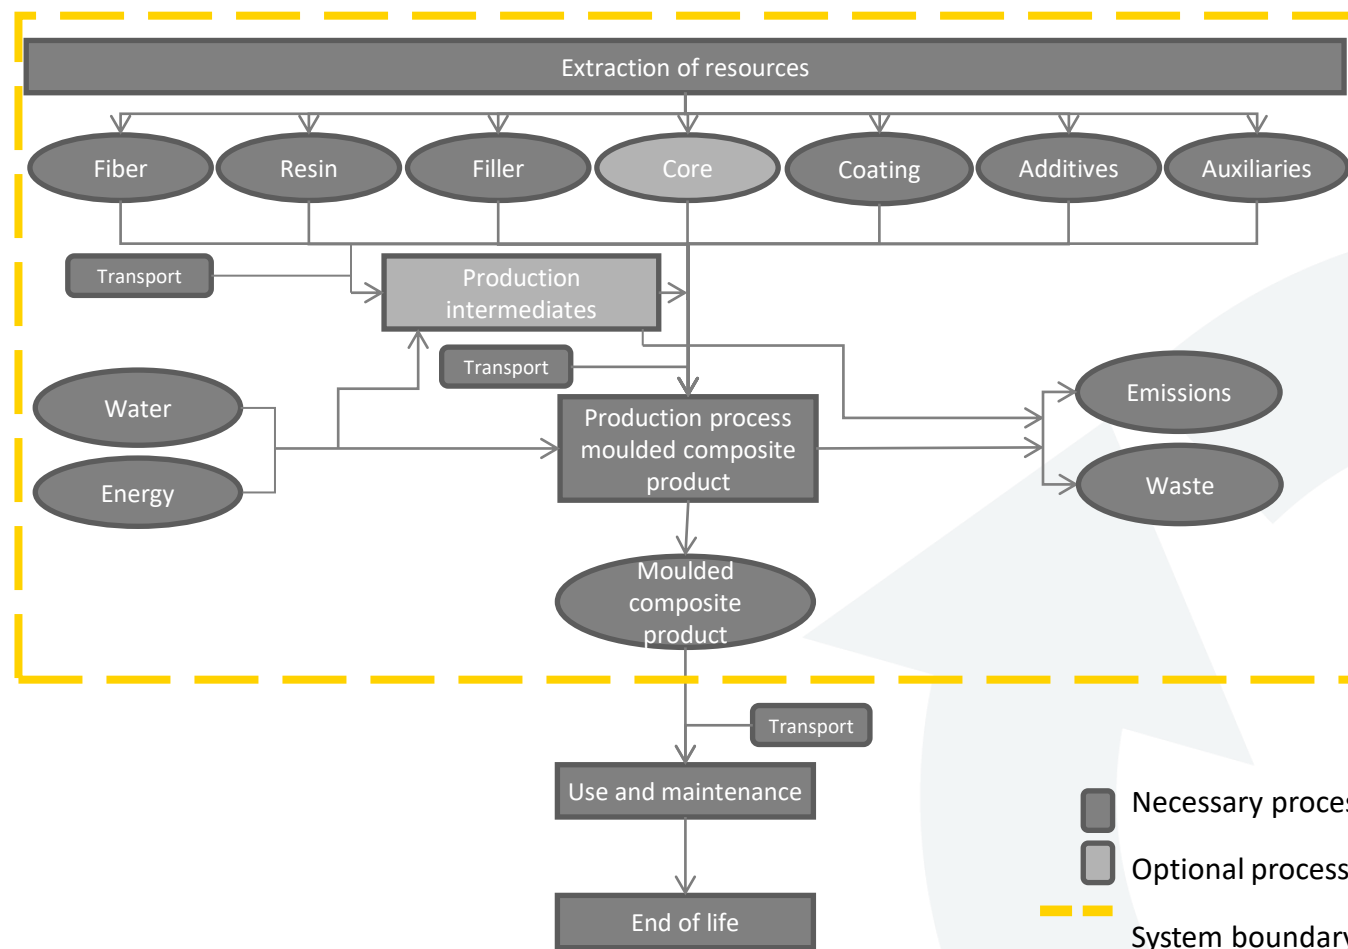 Extraction of resources
Fiber
Resin
Filler
Core
Coating
Additives
Auxiliaries
Transport
Production
intermediates
Transport
Water
Energy
Production process
moulded composite
product
Emissions
Waste
Moulded
composite
product
Transport
Use and maintenance
End of life
Necessary proces
Optional process
System boundary